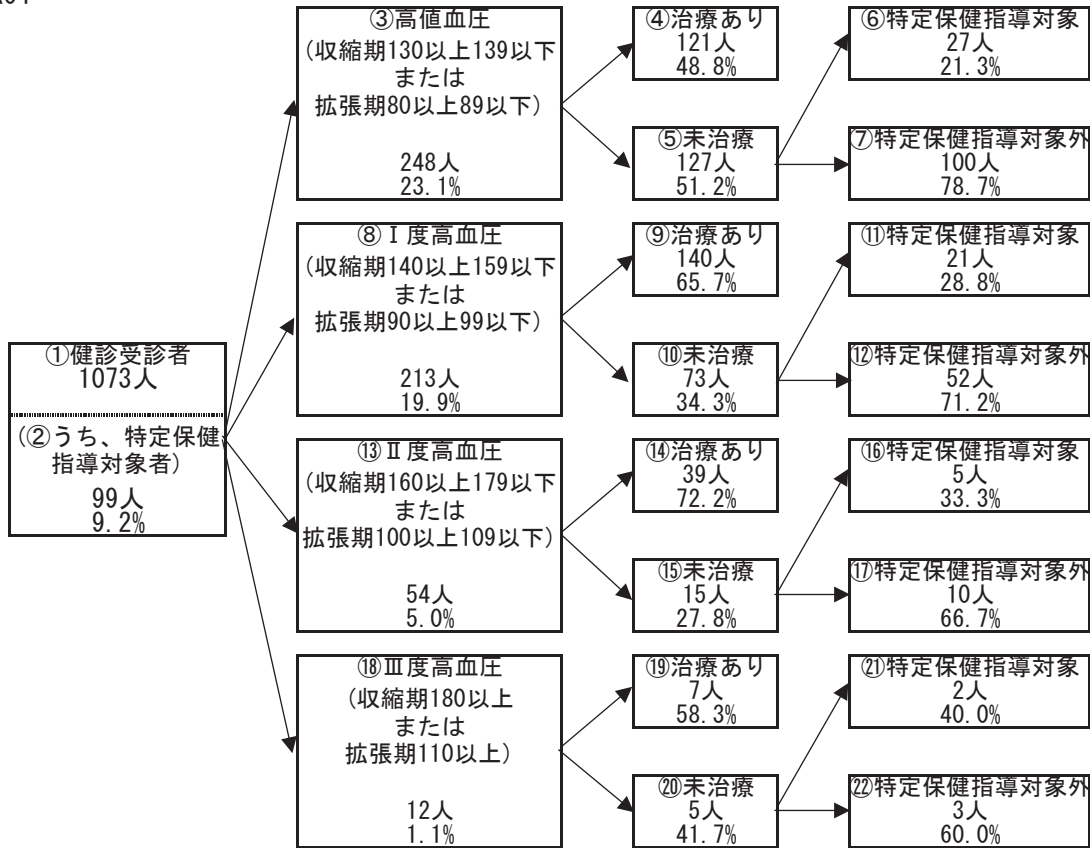 ①健診受診者
1073人
(②うち、特定保健
指導対象者)
99人
9.2%
③高値血圧
(収縮期130以上139以下
または
拡張期80以上89以下)
248人
23.1%
④治療あり
121人
48.8%
⑤未治療
127人
51.2%
⑥特定保健指導対象
27人
21.3%
⑦特定保健指導対象外
100人
78.7%
⑧Ⅰ度高血圧
(収縮期140以上159以下
または
拡張期90以上99以下)
213人
19.9%
⑨治療あり
140人
65.7%
⑩未治療
73人
34.3%
⑪特定保健指導対象
21人
28.8%
⑫特定保健指導対象外
52人
71.2%
⑬Ⅱ度高血圧
(収縮期160以上179以下
または
拡張期100以上109以下)
54人
5.0%
⑭治療あり
39人
72.2%
⑮未治療
15人
27.8%
⑯特定保健指導対象
5人
33.3%
⑰特定保健指導対象外
10人
66.7%
⑱Ⅲ度高血圧
(収縮期180以上
または
拡張期110以上)
12人
1.1%
⑲治療あり
7人
58.3%
⑳未治療
5人
41.7%
㉑特定保健指導対象
2人
40.0%
㉒特定保健指導対象外
3人
60.0%